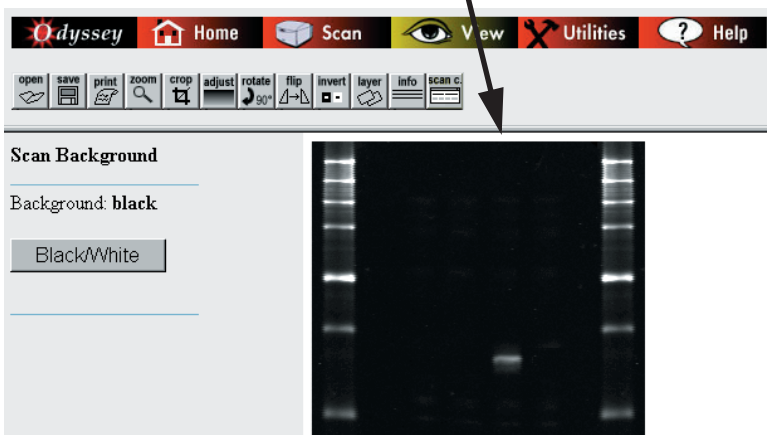 Odyssey Home Scan View Utilities Help
open save print zoom crop adjust rotate flip invert layer info scan c.
90°
Scan Background
Background: black
Black/White